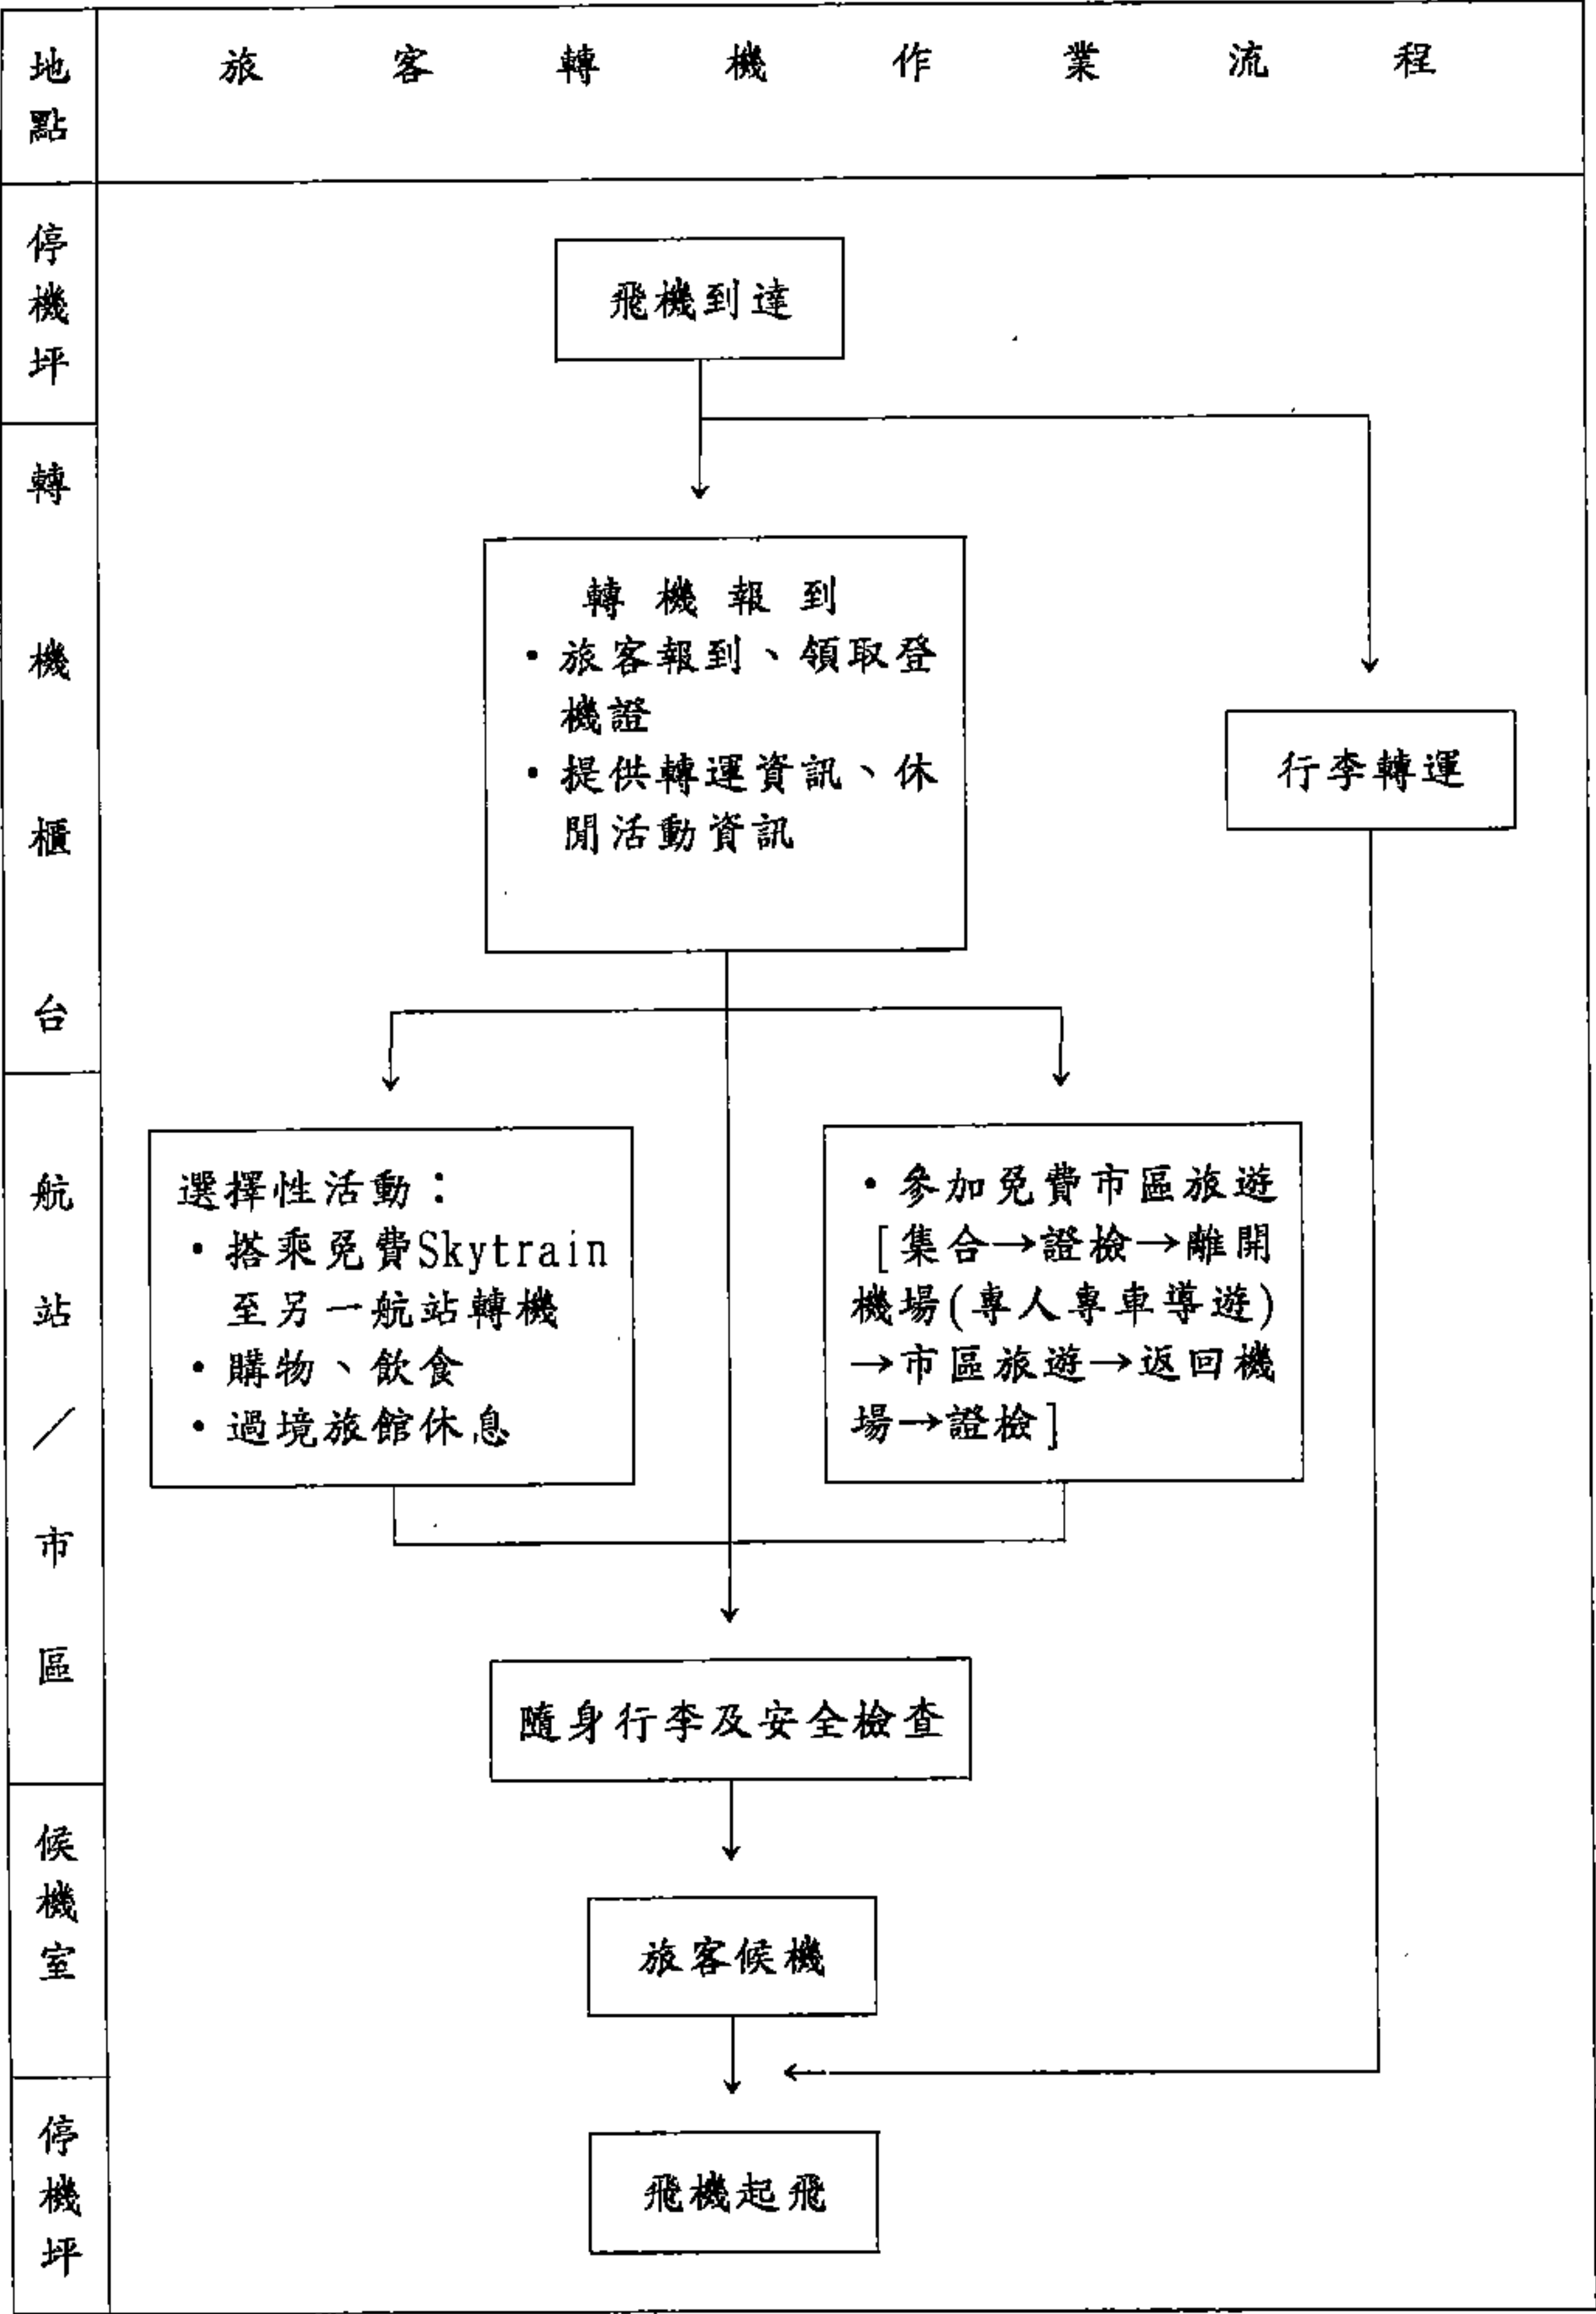 地點
旅客轉機作業流程
停機坪
飛機到達
轉機櫃台
轉機報到
・旅客報到、領取登
機證
・提供轉運資訊、休
閒活動資訊
行李轉運
航站／市區
選擇性活動：
・搭乘免費Skytrain
至另一航站轉機
・購物、飲食
・過境旅館休息
・參加免費市區旅遊
[集合→證檢→離開
機場(專人專車導遊)
→市區旅遊→返回機
場→證檢]
隨身行李及安全檢查
候機室
旅客候機
停機坪
飛機起飛